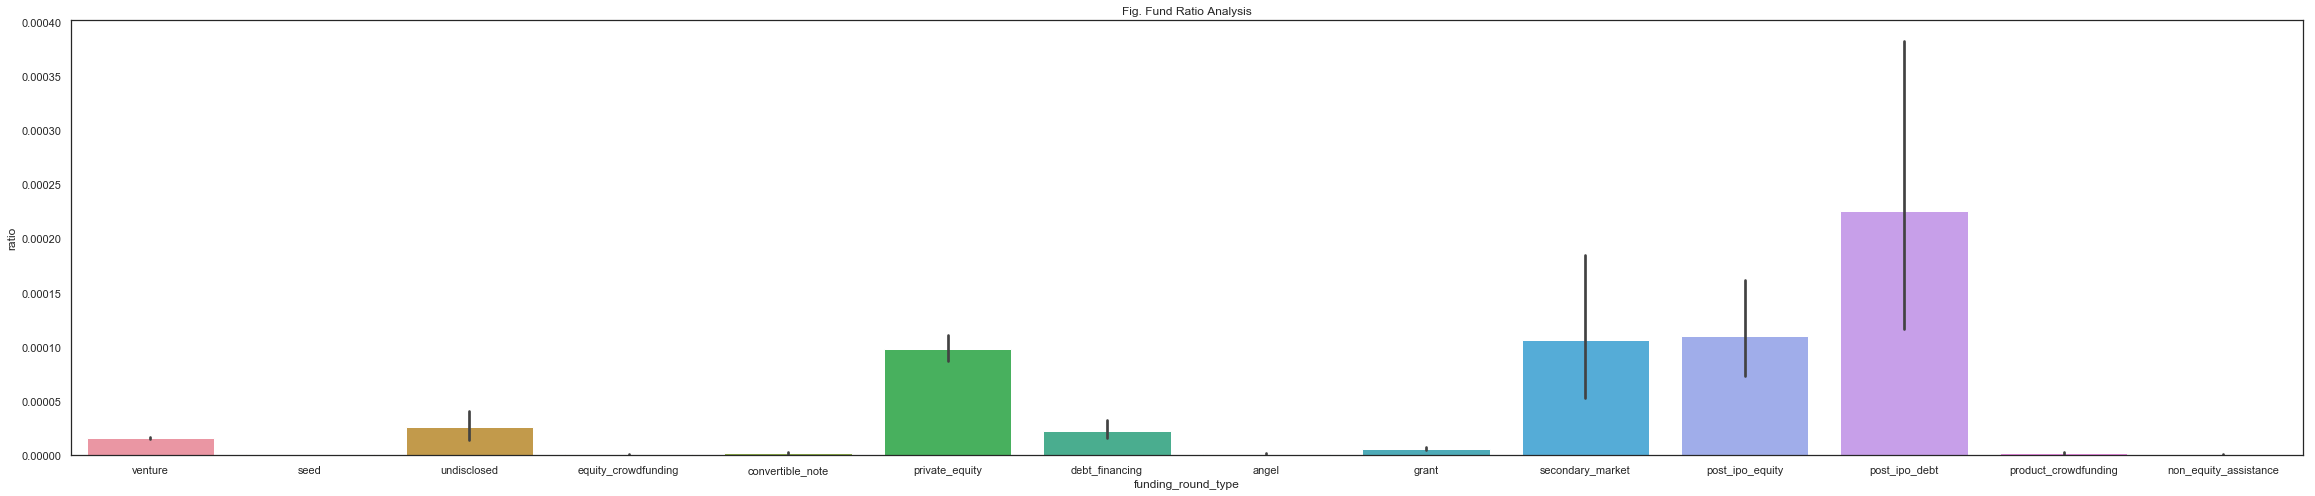 Fig. Fund Ratio Analysis
0.00040
0.00035
0.00030
0.00025
0.00020
0.00015
0.00010
0.00005
0.00000
ratio
venture seed undisclosed equity_crowdfunding convertible_note private_equity debt_financing angel grant secondary_market post_ipo_equity post_ipo_debt product_crowdfunding non_equity_assistance
funding_round_type